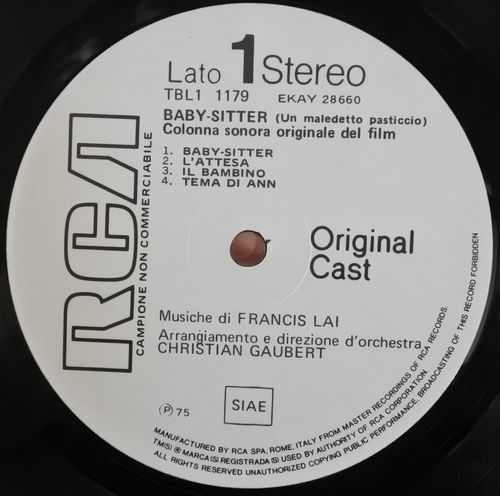 Lato 1 Stereo
TBL1 1179 EKAY 28660
BABY-SITTER (Un maledetto pasticcio)
Colonna sonora originale del film
1. BABY-SITTER
2. L'ATTESA
3. IL BAMBINO
4. TEMA DI ANN
RCA
CAMPIONE NON COMMERCIABILE
Original
Cast
Musiche di FRANCIS LAI
Arrangiamento e direzione d'orchestra
CHRISTIAN GAUBERT
Ⓟ 75
SIAE
MANUFACTURED BY RCA SPA, ROME, ITALY FROM MASTER RECORDINGS OF RCA RECORDS.
TM(S) ® MARCA(S) REGISTRADA(S) USED BY AUTHORITY OF RCA CORPORATION.
ALL RIGHTS RESERVED UNAUTHORIZED COPYING PUBLIC PERFORMANCE, BROADCASTING OF THIS RECORD FORBIDDEN